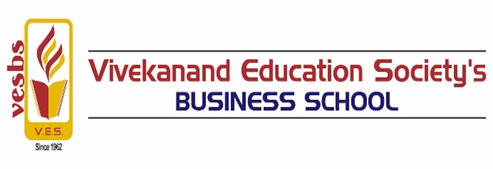 vesbs
V.E.S.
Since 1962
Vivekanand Education Society's
BUSINESS SCHOOL